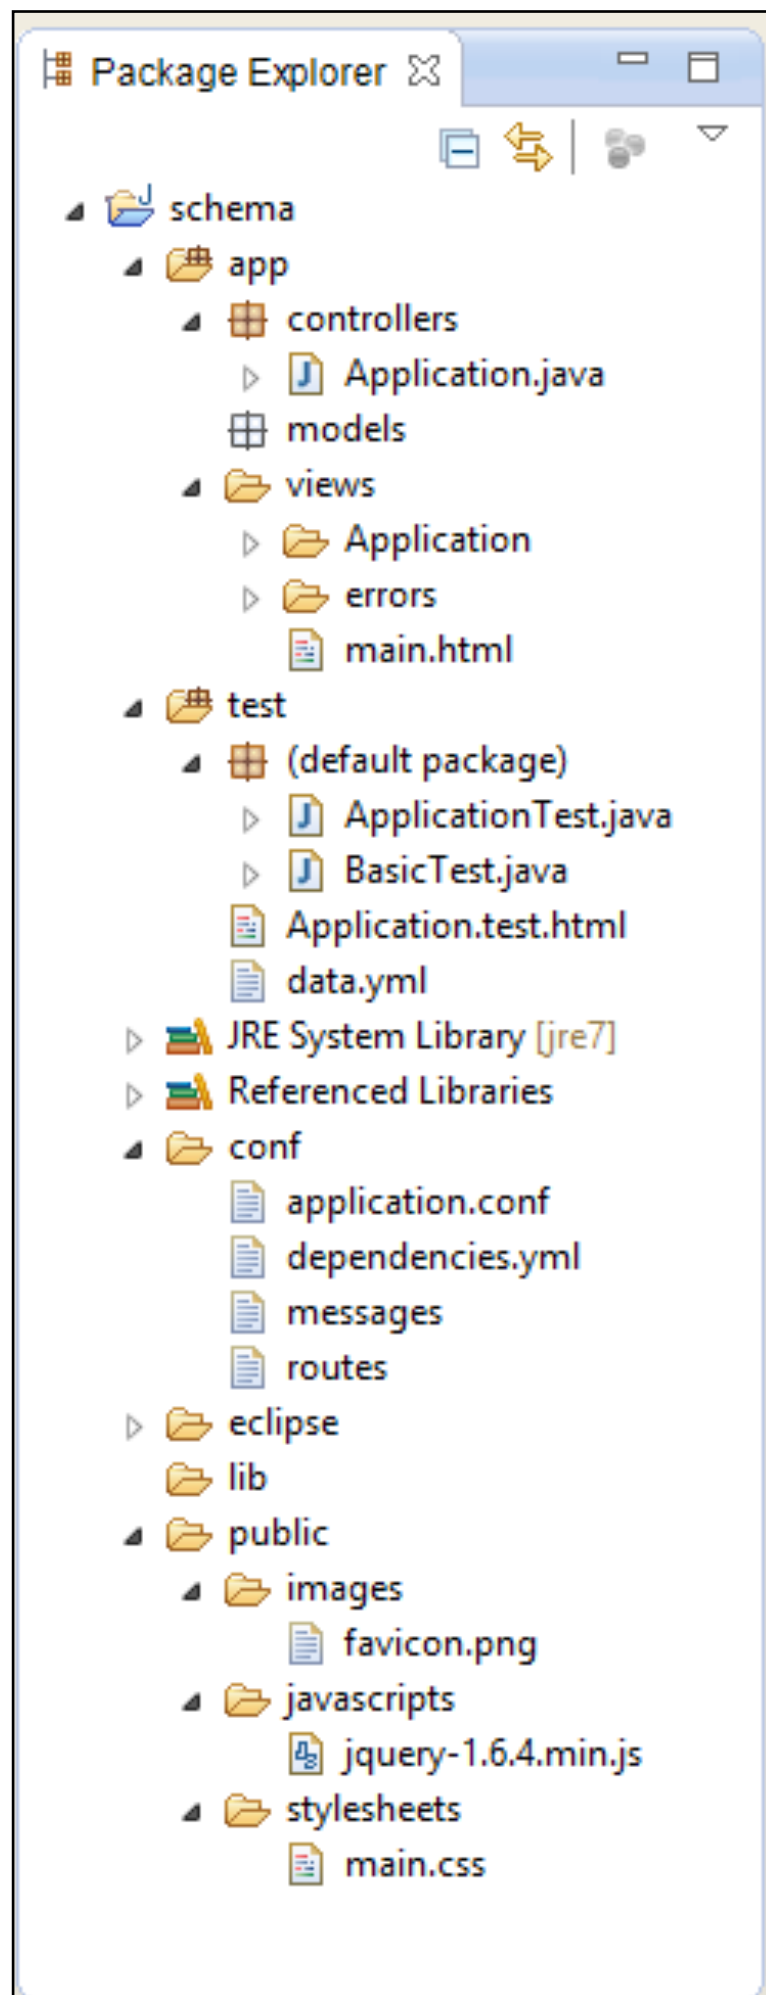 Package Explorer
schema
app
controllers
Application.java
models
views
Application
errors
main.html
test
(default package)
ApplicationTest.java
BasicTest.java
Application.test.html
data.yml
JRE System Library [jre7]
Referenced Libraries
conf
application.conf
dependencies.yml
messages
routes
eclipse
lib
public
images
favicon.png
javascripts
jquery-1.6.4.min.js
stylesheets
main.css